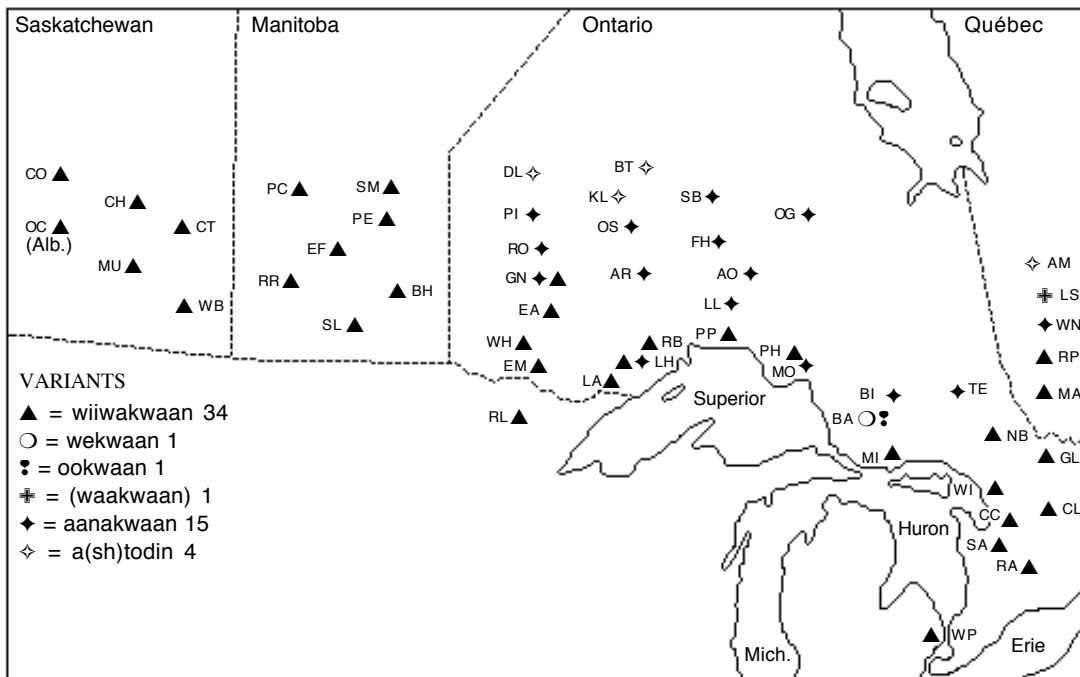 Saskatchewan Manitoba Ontario Québec
CO
CH
OC
(Alb.)
CT
MU
WB
PC
SM
PE
EF
RR
BH
SL
DL
BT
KL
SB
PI
OS
OG
RO
FH
GN
AR
AO
EA
LL
WH
RB
PP
PH
EM
LH
MO
LA
RL
Superior
BI
TE
BA
MI
NB
WI
CC
Huron
SA
RA
WP
Mich.
Erie
AM
LS
WN
RP
MA
GL
CL
VARIANTS
▲ = wiiwakwaan 34
❍ = wekwaan 1
❣ = ookwaan 1
✙ = (waakwaan) 1
✦ = aanakwaan 15
✧ = a(sh)todin 4